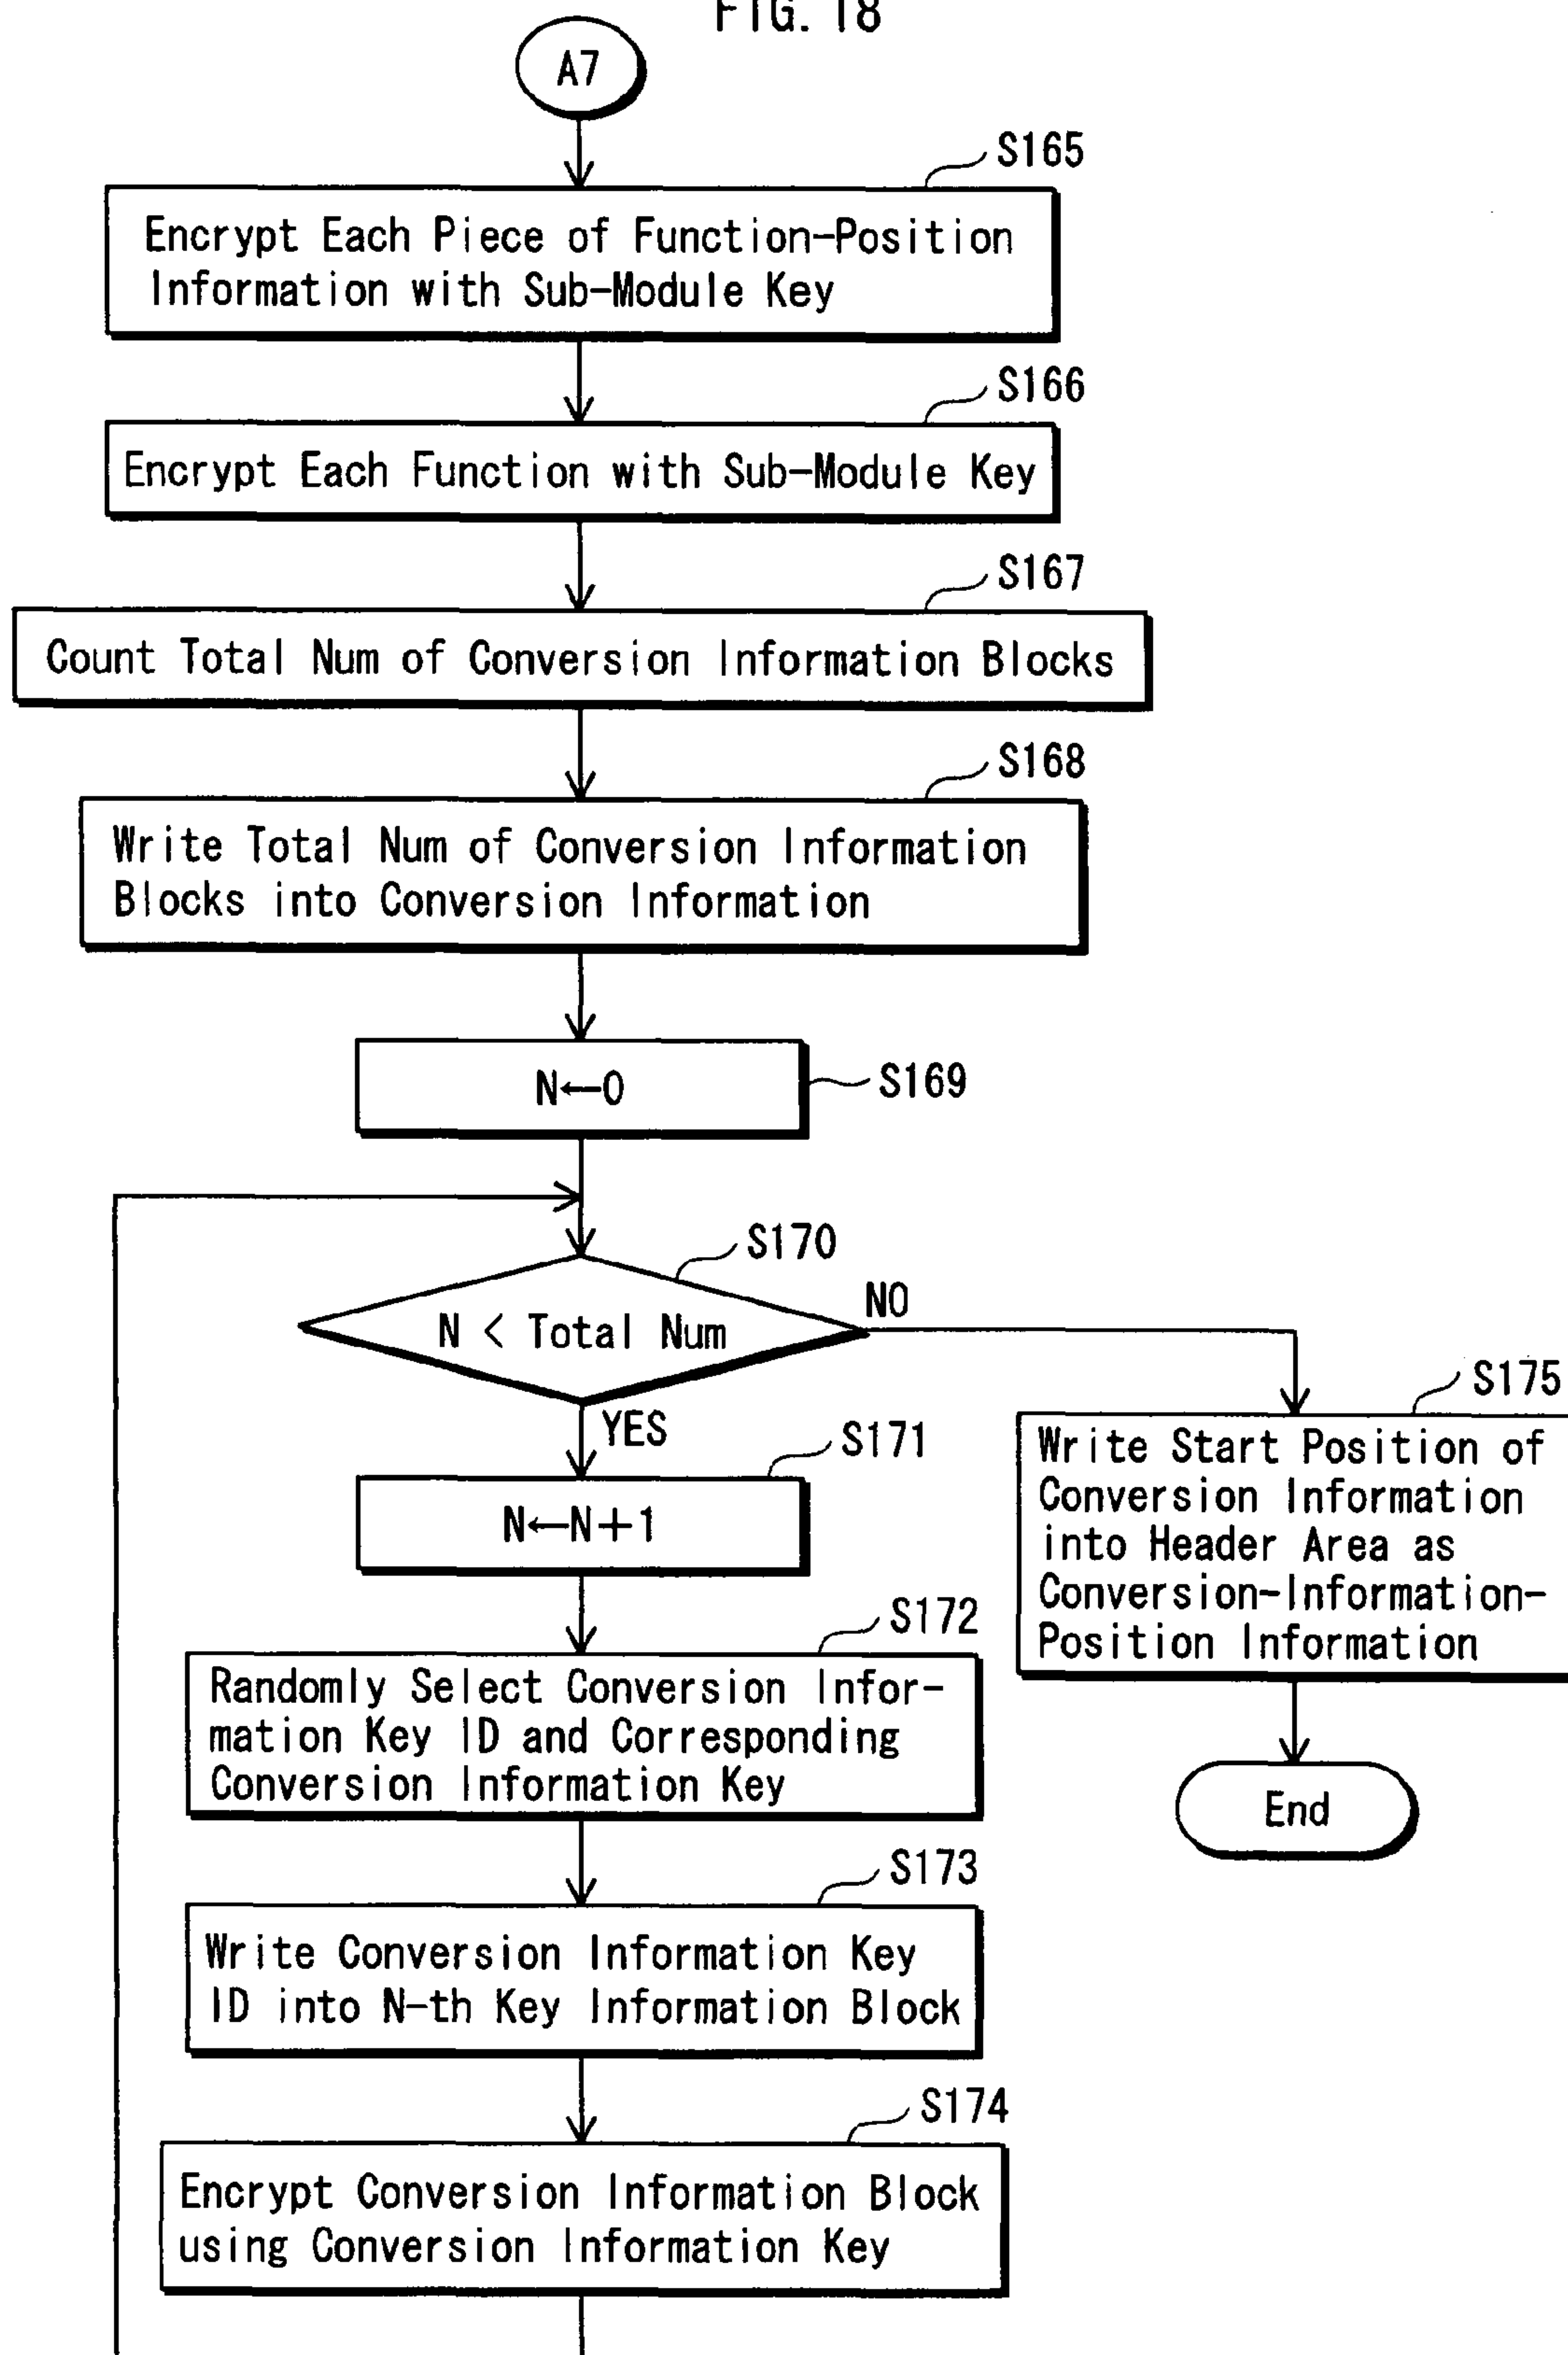 FIG. 18
A7
S165
Encrypt Each Piece of Function-Position
Information with Sub-Module Key
S166
Encrypt Each Function with Sub-Module Key
S167
Count Total Num of Conversion Information Blocks
S168
Write Total Num of Conversion Information
Blocks into Conversion Information
N←0
S169
S170
N < Total Num
NO
YES
S171
N←N+1
S172
Randomly Select Conversion Infor-
mation Key ID and Corresponding
Conversion Information Key
S173
Write Conversion Information Key
ID into N-th Key Information Block
S174
Encrypt Conversion Information Block
using Conversion Information Key
S175
Write Start Position of
Conversion Information
into Header Area as
Conversion-Information-
Position Information
End